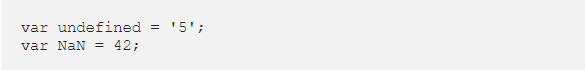 var undefined = '5';
var NaN = 42;